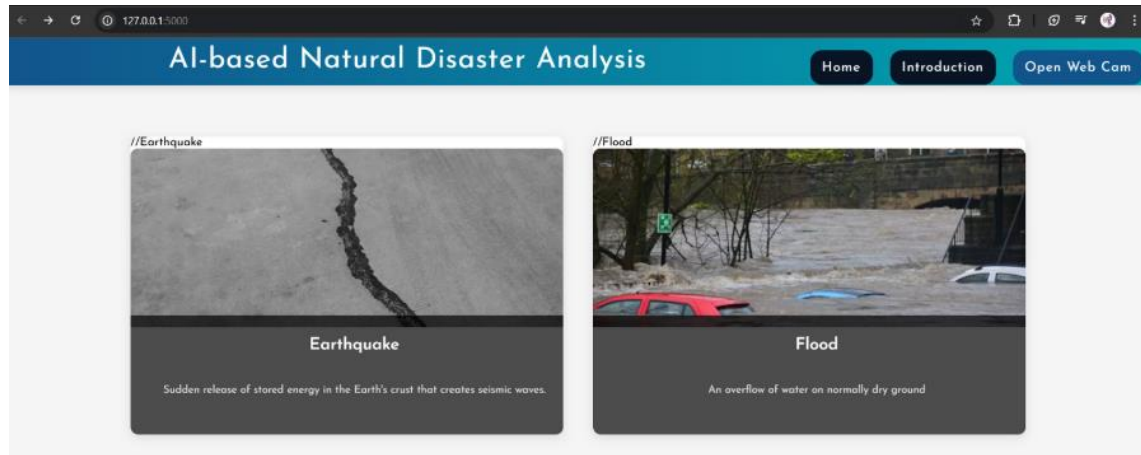 127.0.0.1:5000
AI-based Natural Disaster Analysis
Home
Introduction
Open Web Cam
//Earthquake
//Flood
Earthquake
Flood
Sudden release of stored energy in the Earth's crust that creates seismic waves.
An overflow of water on normally dry ground